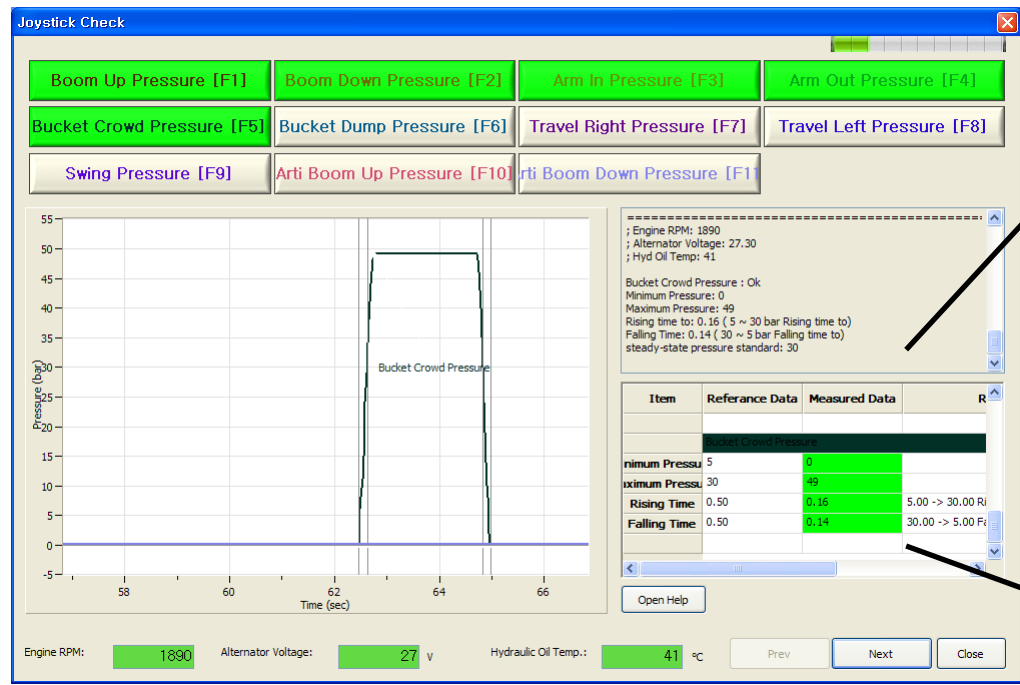 Joystick Check
Boom Up Pressure [F1]
Boom Down Pressure [F2]
Arm In Pressure [F3]
Arm Out Pressure [F4]
Bucket Crowd Pressure [F5]
Bucket Dump Pressure [F6]
Travel Right Pressure [F7]
Travel Left Pressure [F8]
Swing Pressure [F9]
Arti Boom Up Pressure [F10]
rti Boom Down Pressure [F11
55
50
45
40
35
30
25
20
15
10
5
0
-5
Pressure (bar)
Bucket Crowd Pressure
58
60
62
64
66
Time (sec)
; Engine RPM: 1890
; Alternator Voltage: 27.30
; Hyd Oil Temp: 41
Bucket Crowd Pressure : Ok
Minimum Pressure: 0
Maximum Pressure: 49
Rising time to: 0.16 ( 5 ~ 30 bar Rising time to)
Falling Time: 0.14 ( 30 ~ 5 bar Falling time to)
steady-state pressure standard: 30
Item Referance Data Measured Data R
Bucket Crowd Pressure
nimum Pressu 5 0
aximum Pressu 30 49
Rising Time 0.50 0.16 5.00 -> 30.00 Ri
Falling Time 0.50 0.14 30.00 -> 5.00 Fa
Open Help
Engine RPM: 1890
Alternator Voltage: 27 V
Hydraulic Oil Temp.: 41 ºC
Prev
Next
Close